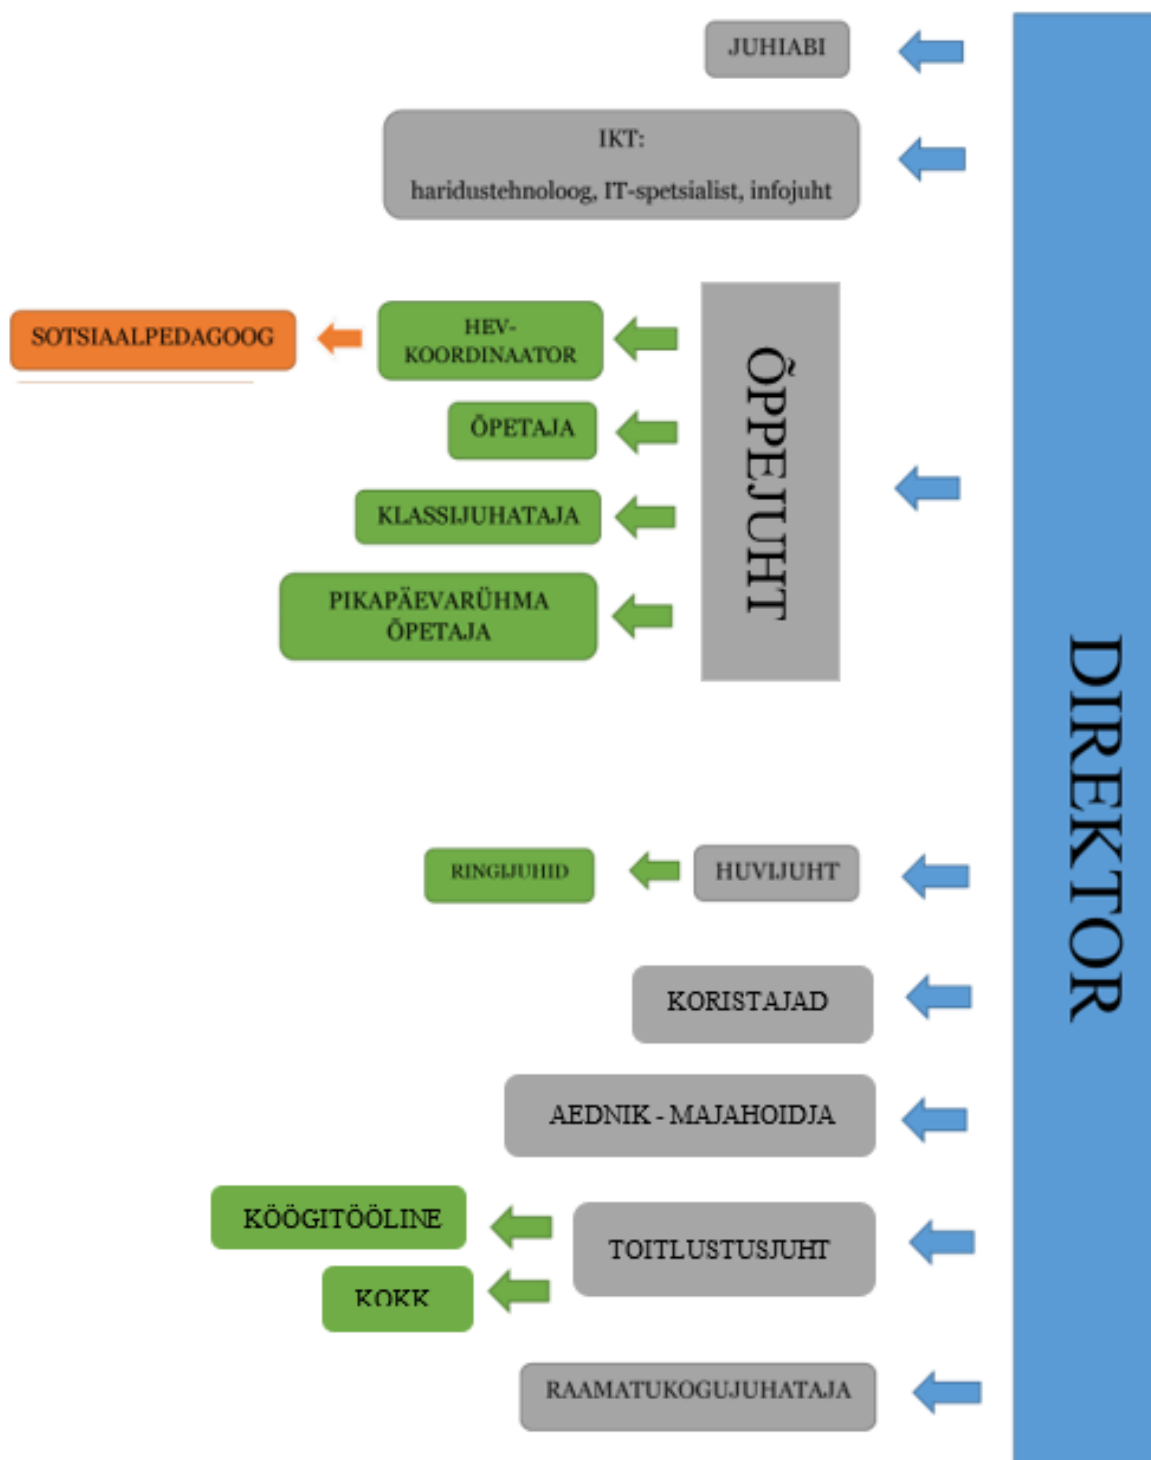 JUHIABI
IKT:
haridustehnoloog, IT-spetsialist, infojuht
SOTSIAALPEDAGOOG
HEV-
KOORDINAATOR
ÕPETAJA
KLASSIJUHATAJA
PIKAPÄEVARÜHMA
ÕPETAJA
ÕPPEJUHT
DIREKTOR
RINGIJUHID
HUVIJUHT
KORISTAJAD
AEDNIK - MAJAHOIDJA
KÖÖGITÖÖLINE
KOKK
TOITLUSTUSJUHT
RAAMATUKOGUJUHATAJA